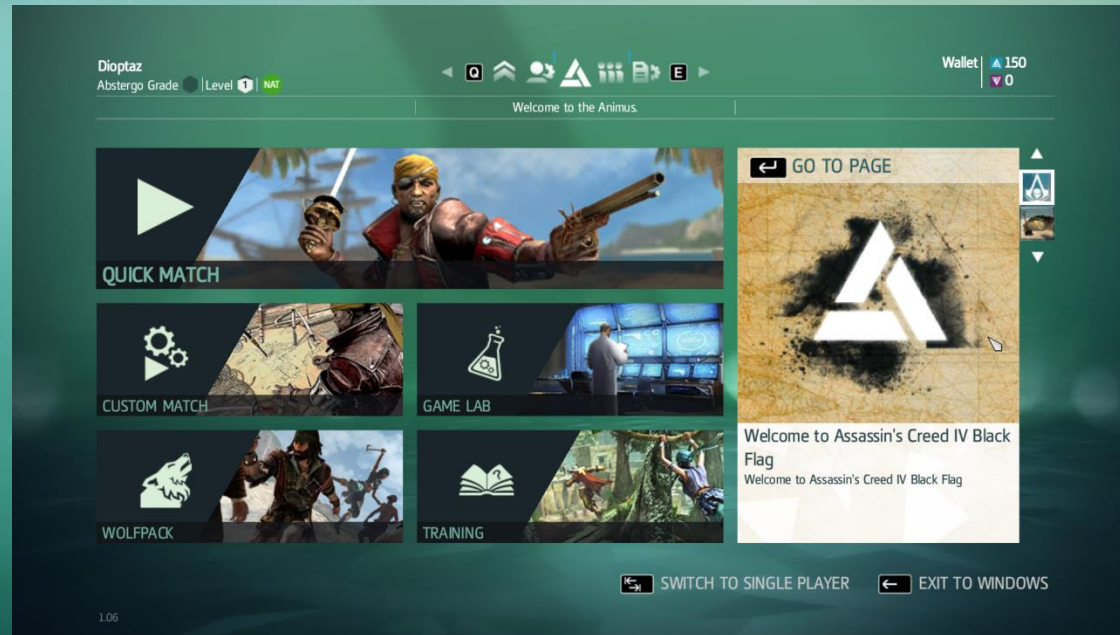 Dioptaz
Abstergo Grade | Level 1 | NAT
Q
E
Wallet 150
0
Welcome to the Animus.
QUICK MATCH
CUSTOM MATCH
GAME LAB
WOLFPACK
TRAINING
GO TO PAGE
Welcome to Assassin's Creed IV Black
Flag
Welcome to Assassin's Creed IV Black Flag
SWITCH TO SINGLE PLAYER
EXIT TO WINDOWS
1.06